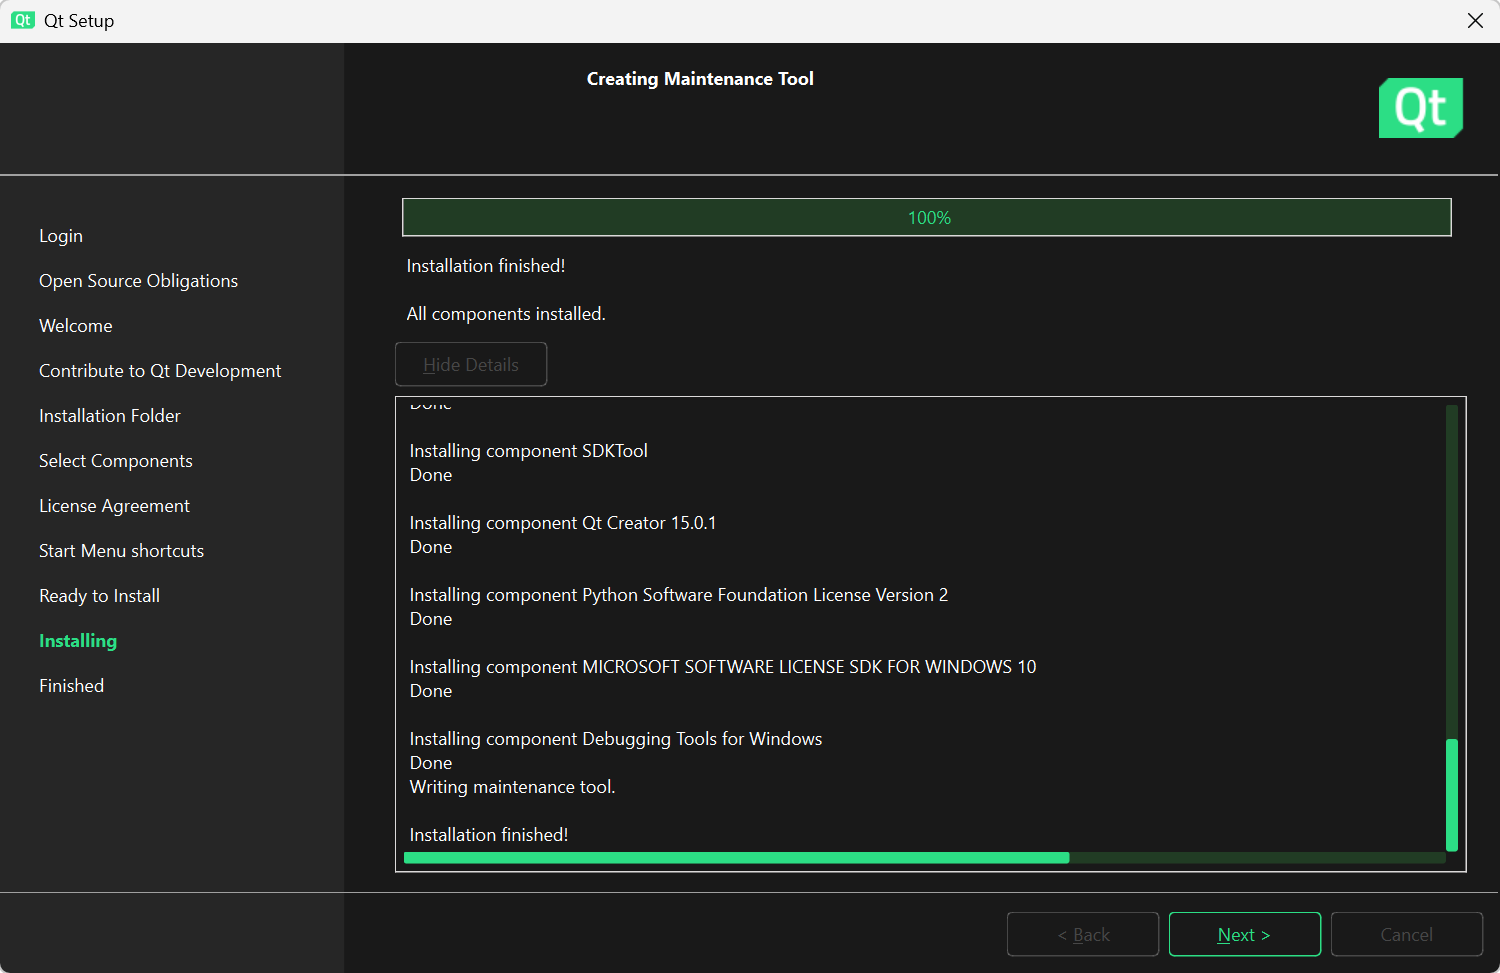 Qt Qt Setup
Creating Maintenance Tool
Qt
Login
Open Source Obligations
Welcome
Contribute to Qt Development
Installation Folder
Select Components
License Agreement
Start Menu shortcuts
Ready to Install
Installing
Finished
100%
Installation finished!
All components installed.
Hide Details
Done
Installing component SDKTool
Done
Installing component Qt Creator 15.0.1
Done
Installing component Python Software Foundation License Version 2
Done
Installing component MICROSOFT SOFTWARE LICENSE SDK FOR WINDOWS 10
Done
Installing component Debugging Tools for Windows
Done
Writing maintenance tool.
Installation finished!
< Back
Next >
Cancel